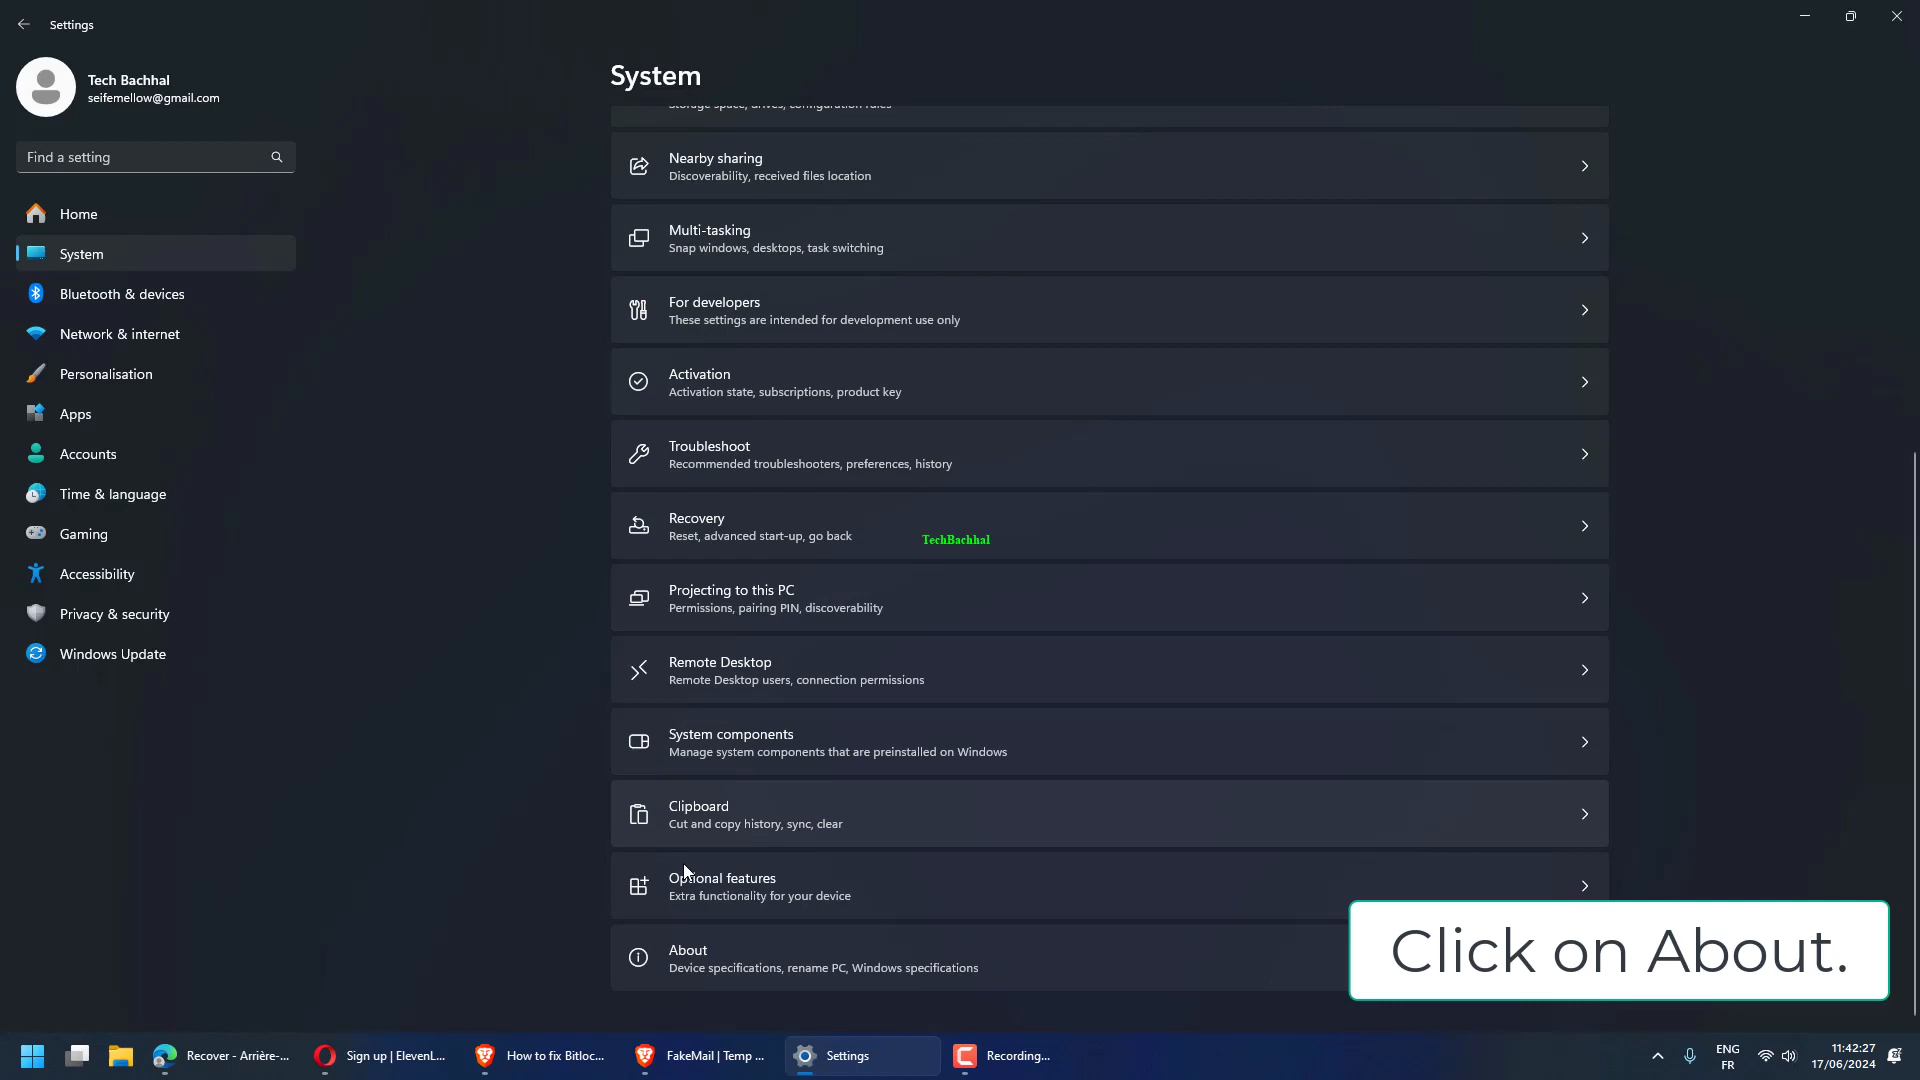 Settings
Tech Bachhal
seifemellow@gmail.com
Find a setting
Home
System
Bluetooth & devices
Network & internet
Personalisation
Apps
Accounts
Time & language
Gaming
Accessibility
Privacy & security
Windows Update
System
Storage space, drives, configuration rules
Nearby sharing
Discoverability, received files location
Multi-tasking
Snap windows, desktops, task switching
For developers
These settings are intended for development use only
Activation
Activation state, subscriptions, product key
Troubleshoot
Recommended troubleshooters, preferences, history
Recovery
Reset, advanced start-up, go back
TechBachhal
Projecting to this PC
Permissions, pairing PIN, discoverability
Remote Desktop
Remote Desktop users, connection permissions
System components
Manage system components that are preinstalled on Windows
Clipboard
Cut and copy history, sync, clear
Optional features
Extra functionality for your device
About
Device specifications, rename PC, Windows specifications
Click on About.
Recover - Arrière-...
Sign up | ElevenL...
How to fix Bitloc...
FakeMail | Temp ...
Settings
Recording...
ENG
FR
11:42:27
17/06/2024